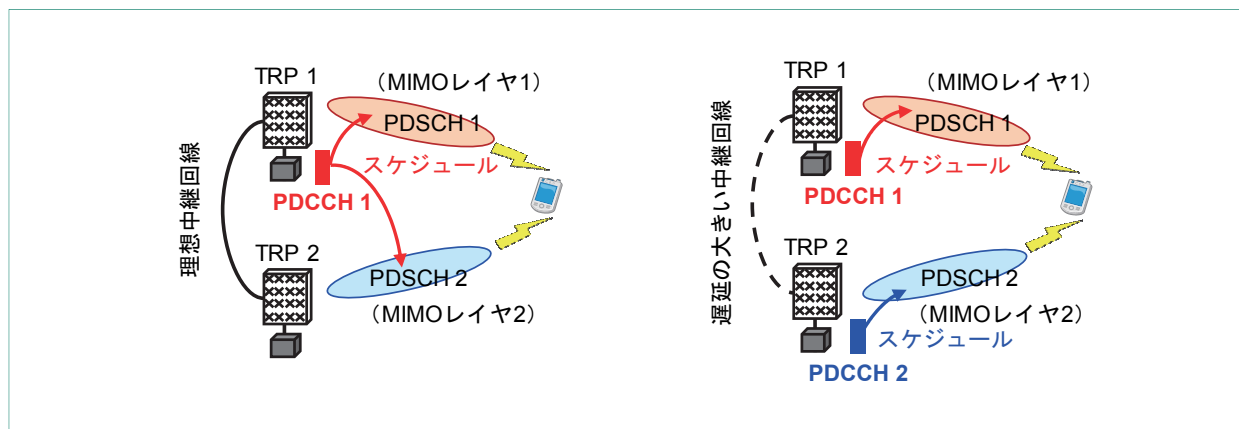 TRP 1
（MIMOレイヤ1）
PDSCH 1
スケジュール
PDCCH 1
理想中継回線
TRP 2
PDSCH 2
（MIMOレイヤ2）
TRP 1
（MIMOレイヤ1）
PDSCH 1
スケジュール
PDCCH 1
遅延の大きい中継回線
TRP 2
PDSCH 2
（MIMOレイヤ2）
スケジュール
PDCCH 2